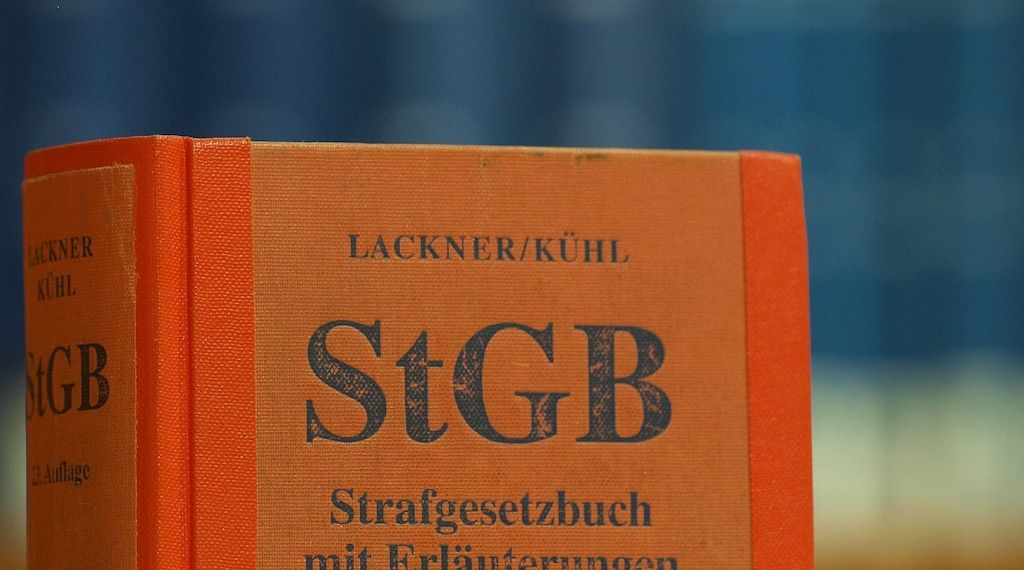 LACKNER
KÜHL
StGB
Auflage
LACKNER/KÜHL
StGB
Strafgesetzbuch
mit Erläuterungen